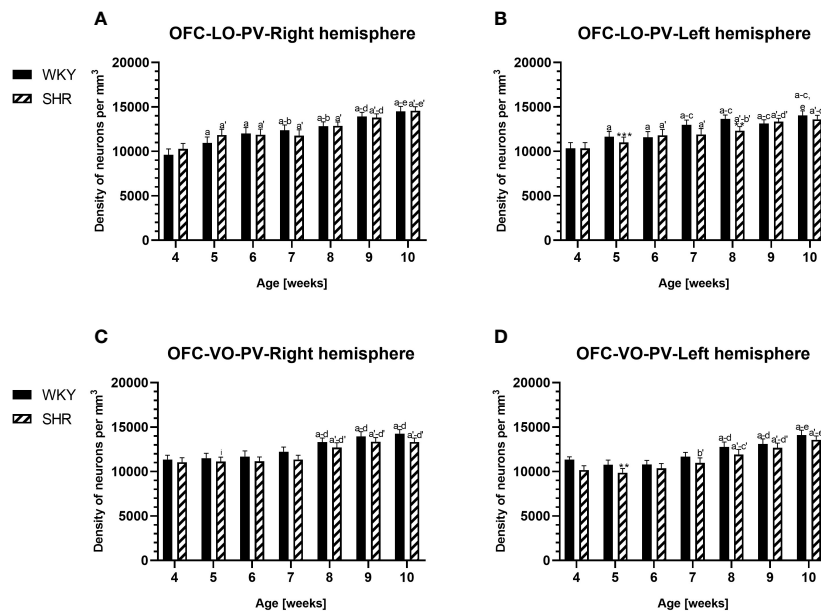 A
OFC-LO-PV-Right hemisphere
WKY
SHR
Density of neurons per mm3
20000
15000
10000
5000
0
a
a'
a
a'
a-b
a'
a-b
a'
a-d
a'-d
a-e
a'-e'
4 5 6 7 8 9 10
Age [weeks]
B
OFC-LO-PV-Left hemisphere
Density of neurons per mm3
20000
15000
10000
5000
0
a
***
a
a'
a-c
a'
a-c
a'-b'
**
a-c
a'-d'
a-c,
e
4 5 6 7 8 9 10
Age [weeks]
C
OFC-VO-PV-Right hemisphere
WKY
SHR
Density of neurons per mm3
20000
15000
10000
5000
0
a-d
a'-d'
a-d
a'-d'
a-d
a'-d'
4 5 6 7 8 9 10
Age [weeks]
D
OFC-VO-PV-Left hemisphere
Density of neurons per mm3
20000
15000
10000
5000
0
**
b'
a-d
a'-c'
a-d
a'-d'
a-e
4 5 6 7 8 9 10
Age [weeks]